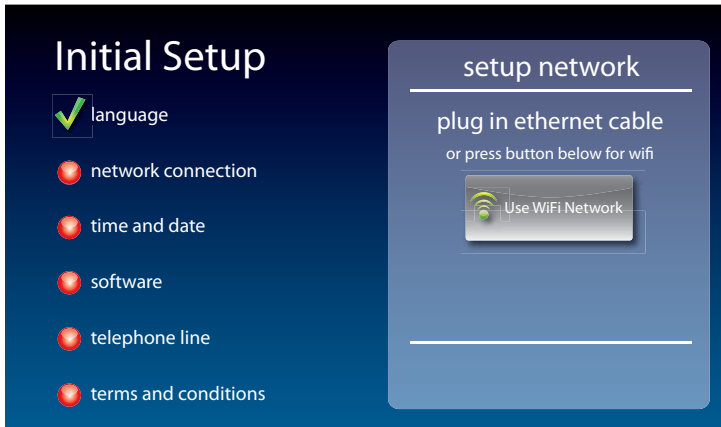 Initial Setup
language
network connection
time and date
software
telephone line
terms and conditions
setup network
plug in ethernet cable
or press button below for wifi
Use WiFi Network